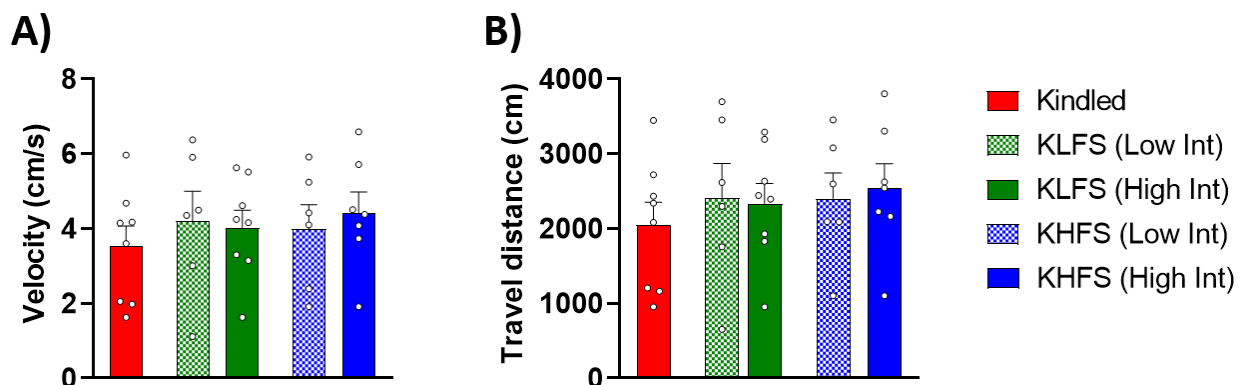 A)
B)
Velocity (cm/s)
8
6
4
2
0
Travel distance (cm)
4000
3000
2000
1000
0
Kindled
KLFS (Low Int)
KLFS (High Int)
KHFS (Low Int)
KHFS (High Int)